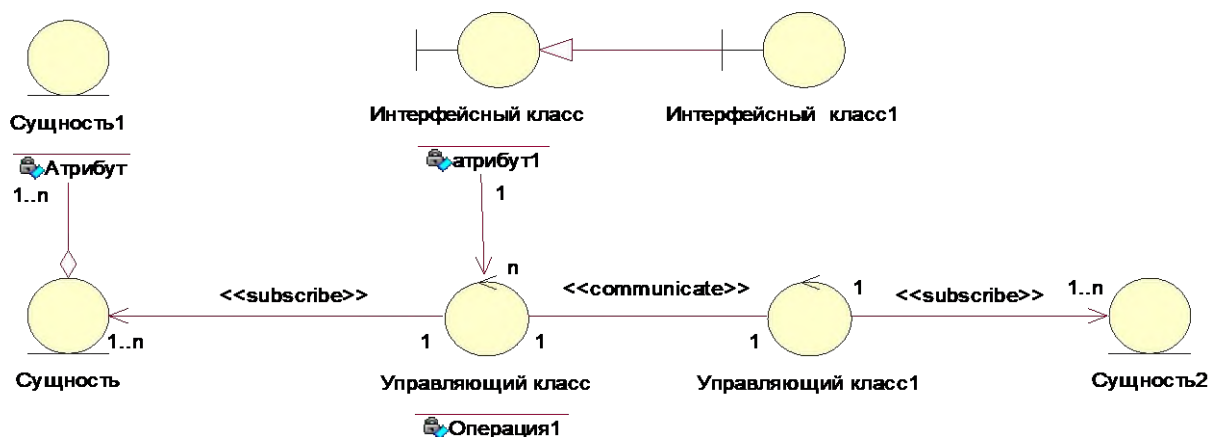 Сущность1
Интерфейсный класс
Интерфейсный класс1
Атрибут
атрибут1
1..n
1
n
<<subscribe>>
<<communicate>>
1
<<subscribe>>
1..n
1..n
1
1
1
Сущность
Управляющий класс
Управляющий класс1
Сущность2
Операция1